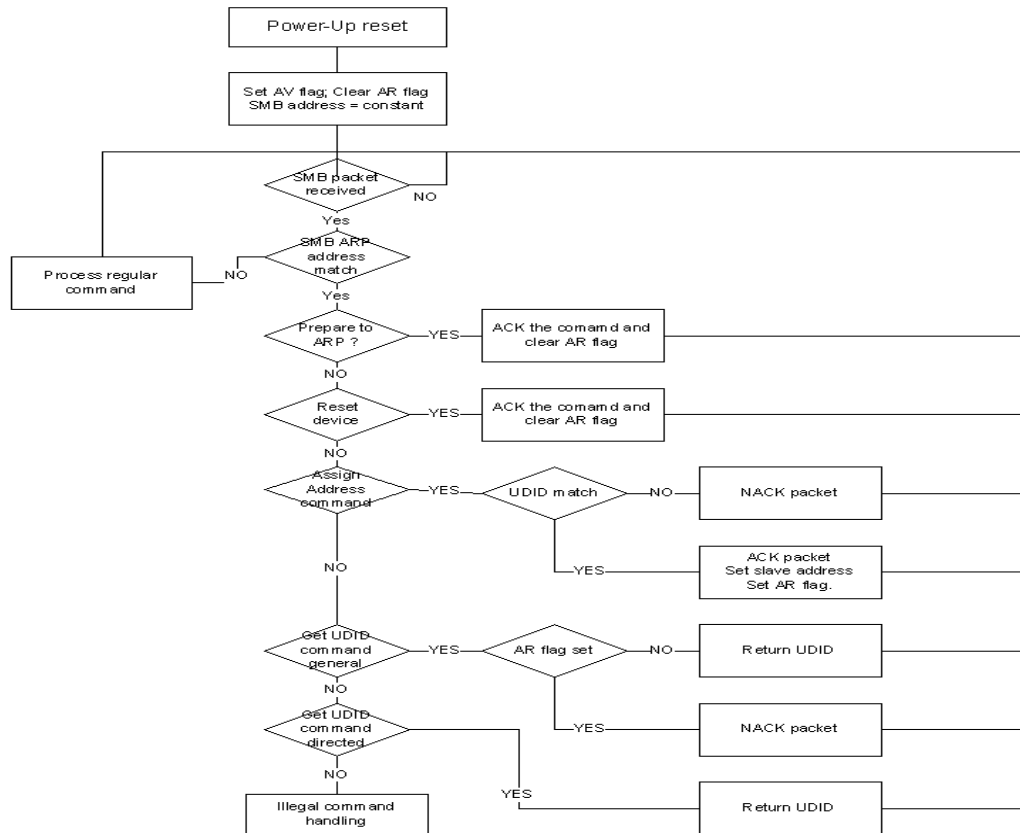 Power-Up reset
Set AV flag; Clear AR flag
SMB address = constant
SMB packet
received
NO
Yes
SMB ARP
address
match
NO
Process regular
command
Yes
Prepare to
ARP ?
YES
ACK the comamd and
clear AR flag
NO
Reset
device
YES
ACK the comamd and
clear AR flag
NO
Assign
Address
command
YES
UDID match
NO
NACK packet
YES
ACK packet
Set slave address
Set AR flag.
NO
Get UDID
command
general
YES
AR flag set
NO
Return UDID
NO
YES
NACK packet
Get UDID
command
directed
NO
YES
Illegal command
handling
Return UDID